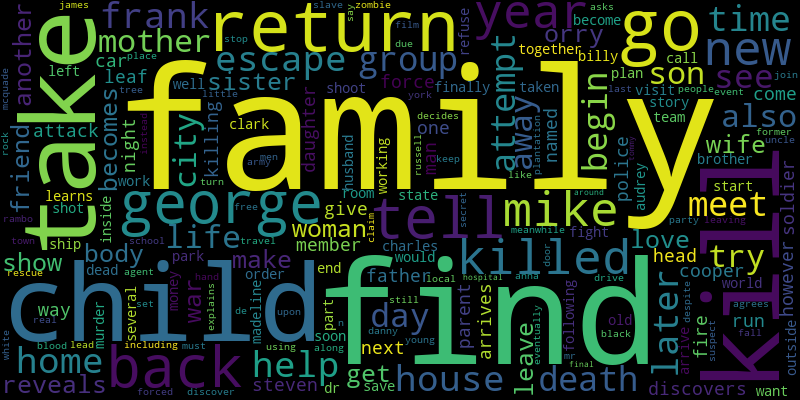 james
slave
film
say
zombie
asks
frank
return
year
go
time
another
take
mother
stop
due
refuse
become
orry
new
mcquade
car
place
escape
group
together
billy
call
left
leaf
well
little
finally
attempt
son
see
plan
last
visit
people
event
join
tree
sister
shoot
force
taken
story
team
former
come
friend
attack
becomes
night
city
killing
clark
daughter
york
decides
away
named
begin
also
family
rock
learns
instead
army
men
husband
working
russell
man
one
plantation
police
wife
uncle
work
turn
room
keep
like
audrey
brother
shot
inside
george
give
state
tell
mike
around
start
soldier
rambo
ship
free
claim
secret
meanwhile
party
leaving
meet
town
school
travel
life
woman
fight
love
head
try
kill
however
body
park
member
charles
would
killed
door
cooper
show
dead
agent
make
end
father
local
hospital
anna
drive
later
world
outside
rescue
war
order
hand
child
find
arrives
despite
agrees
way
set
money
upon
part
still
day
parent
following
old
arrive
fire
run
real
several
murder
explains
de
madeline
n
soon
danny
leave
eventually
mr
black
suspect
fall
white
home
blood
lead
must
using
along
young
next
house
death
final
back
help
get
reveals
including
forced
discover
steven
dr
save
discovers
want